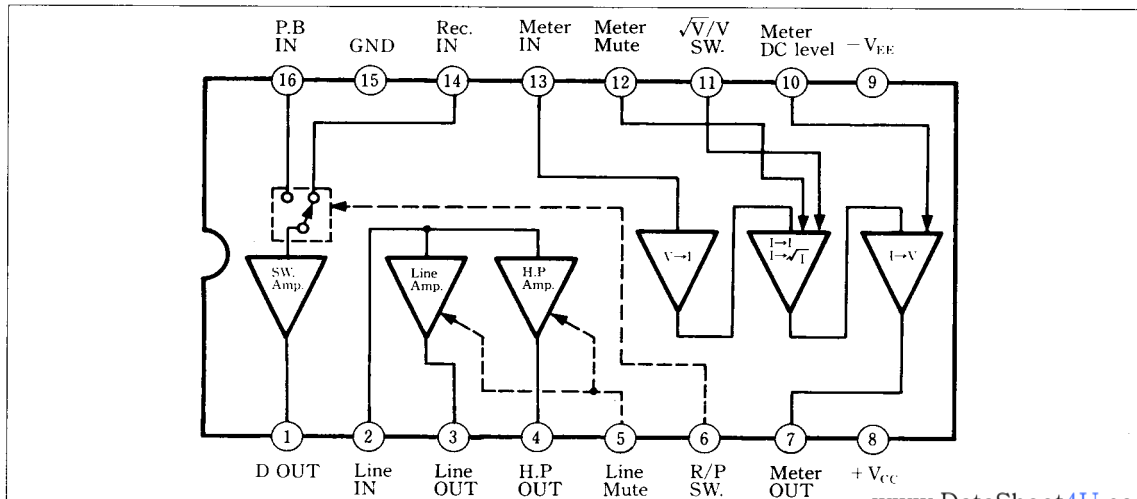 P.B IN
GND
Rec. IN
Meter IN
Meter Mute
√V/V SW.
Meter DC level
−VEE
16
15
14
13
12
11
10
9
SW. Amp.
Line Amp.
H.P Amp.
V→I
I→I
I→√I
I→V
1
2
3
4
5
6
7
8
D OUT
Line IN
Line OUT
H.P OUT
Line Mute
R/P SW.
Meter OUT
+VCC